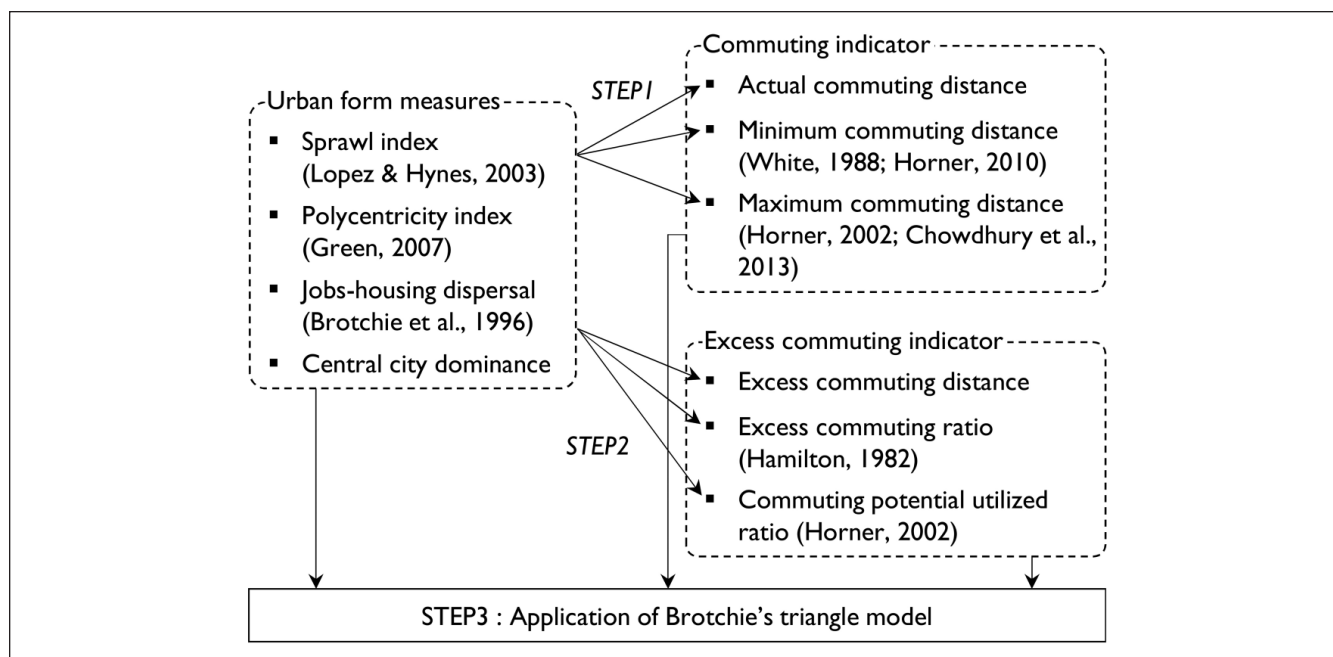 Urban form measures
▪ Sprawl index
(Lopez & Hynes, 2003)
▪ Polycentricity index
(Green, 2007)
▪ Jobs-housing dispersal
(Brotchie et al., 1996)
▪ Central city dominance
STEP1
Commuting indicator
▪ Actual commuting distance
▪ Minimum commuting distance
(White, 1988; Horner, 2010)
▪ Maximum commuting distance
(Horner, 2002; Chowdhury et al.,
2013)
STEP2
Excess commuting indicator
▪ Excess commuting distance
▪ Excess commuting ratio
(Hamilton, 1982)
▪ Commuting potential utilized
ratio (Horner, 2002)
STEP3 : Application of Brotchie’s triangle model